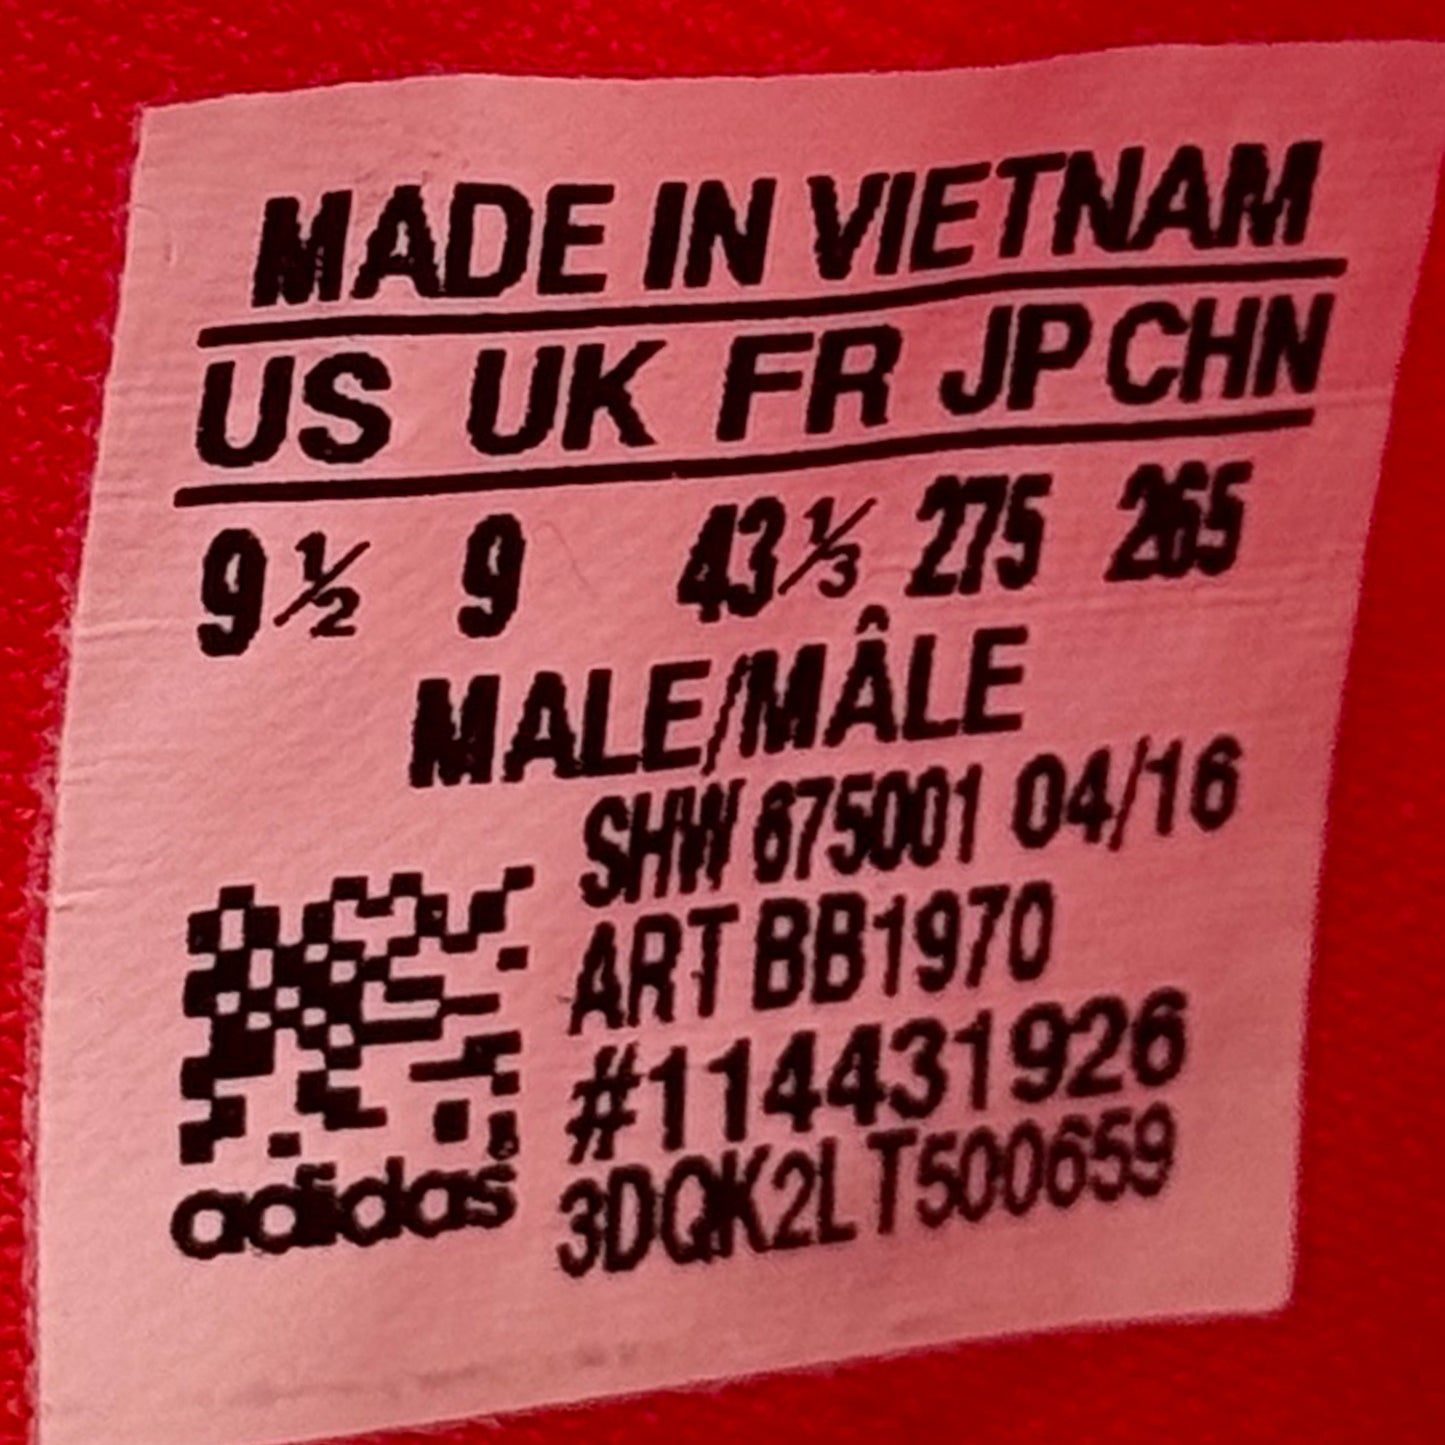 MADE IN VIETNAM
US UK FR JP CHN
9½ 9 43⅓ 275 265
MALE/MÂLE
SHW 675001 04/16
ART BB1970
#114431926
3DQK2LT500659
adidas